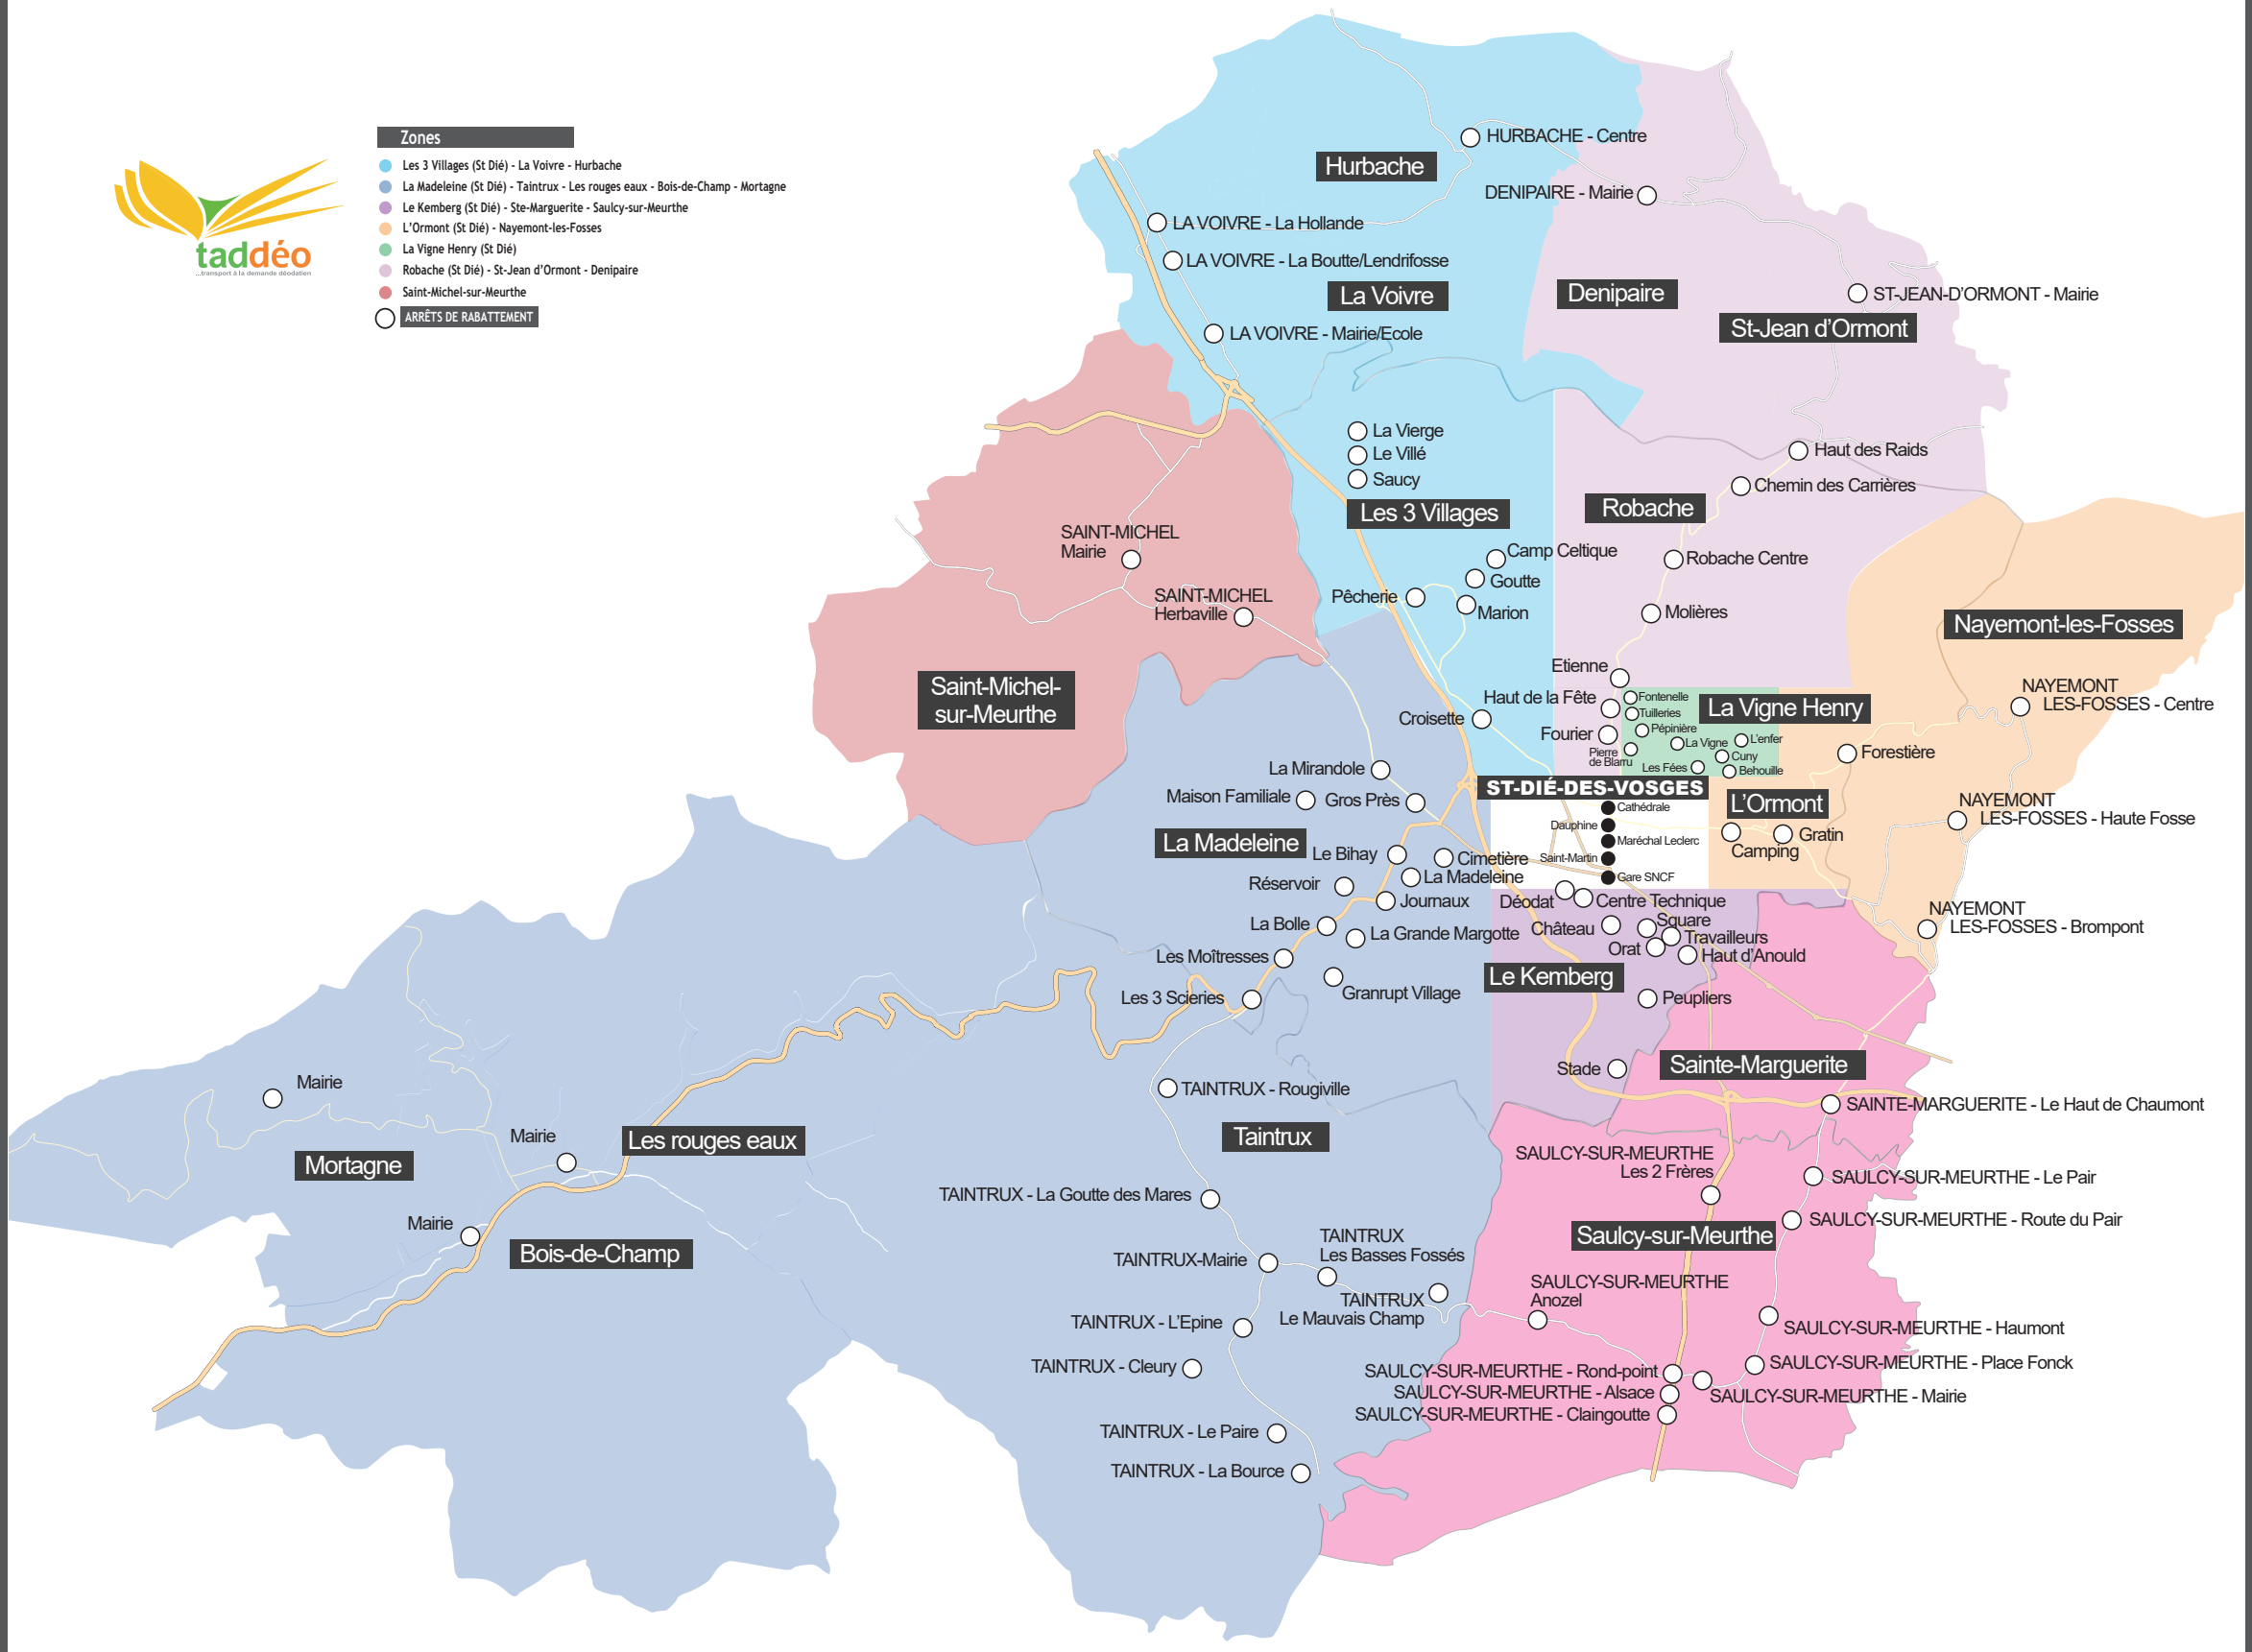 taddéo
...transport à la demande déodatien
Zones
Les 3 Villages (St Dié) - La Voivre - Hurbache
La Madeleine (St Dié) - Taintrux - Les rouges eaux - Bois-de-Champ - Mortagne
Le Kemberg (St Dié) - Ste-Marguerite - Saulcy-sur-Meurthe
L'Ormont (St Dié) - Nayemont-les-Fosses
La Vigne Henry (St Dié)
Robache (St Dié) - St-Jean d'Ormont - Denipaire
Saint-Michel-sur-Meurthe
ARRÊTS DE RABATTEMENT
HURBACHE - Centre
Hurbache
DENIPAIRE - Mairie
LA VOIVRE - La Hollande
LA VOIVRE - La Boutte/Lendrifosse
La Voivre
Denipaire
ST-JEAN-D'ORMONT - Mairie
St-Jean d'Ormont
LA VOIVRE - Mairie/Ecole
La Vierge
Le Villé
Saucy
Les 3 Villages
Haut des Raids
Chemin des Carrières
Robache
SAINT-MICHEL
Mairie
SAINT-MICHEL
Herbaville
Saint-Michel-
sur-Meurthe
Camp Celtique
Goutte
Pêcherie
Marion
Robache Centre
Molières
Nayemont-les-Fosses
Etienne
Haut de la Fête
Fourier
Croisette
Fontenelle
Tuilleries
Pépinière
La Vigne
L'enfer
Cuny
Pierre
de Blarru
Les Fées
Behouille
La Vigne Henry
NAYEMONT
LES-FOSSES - Centre
Forestière
La Mirandole
Maison Familiale
Gros Près
ST-DIÉ-DES-VOSGES
Cathédrale
Dauphine
Maréchal Leclerc
Saint-Martin
Gare SNCF
L'Ormont
Camping
Gratin
NAYEMONT
LES-FOSSES - Haute Fosse
La Madeleine
Le Bihay
Cimetière
La Madeleine
Réservoir
Journaux
La Bolle
La Grande Margotte
Les Moîtresses
Granrupt Village
Les 3 Scieries
Déodat
Centre Technique
Château
Square
Travailleurs
Orat
Haut d'Anould
Le Kemberg
Peupliers
Stade
NAYEMONT
LES-FOSSES - Brompont
Sainte-Marguerite
SAINTE-MARGUERITE - Le Haut de Chaumont
Mairie
Mortagne
Mairie
Les rouges eaux
Mairie
Bois-de-Champ
TAINTRUX - Rougiville
Taintrux
TAINTRUX - La Goutte des Mares
TAINTRUX-Mairie
TAINTRUX
Les Basses Fossés
TAINTRUX
Le Mauvais Champ
TAINTRUX - L'Epine
TAINTRUX - Cleury
TAINTRUX - Le Paire
TAINTRUX - La Bource
SAULCY-SUR-MEURTHE
Les 2 Frères
SAULCY-SUR-MEURTHE - Le Pair
SAULCY-SUR-MEURTHE - Route du Pair
Saulcy-sur-Meurthe
SAULCY-SUR-MEURTHE
Anozel
SAULCY-SUR-MEURTHE - Haumont
SAULCY-SUR-MEURTHE - Place Fonck
SAULCY-SUR-MEURTHE - Rond-point
SAULCY-SUR-MEURTHE - Alsace
SAULCY-SUR-MEURTHE - Mairie
SAULCY-SUR-MEURTHE - Claingoutte